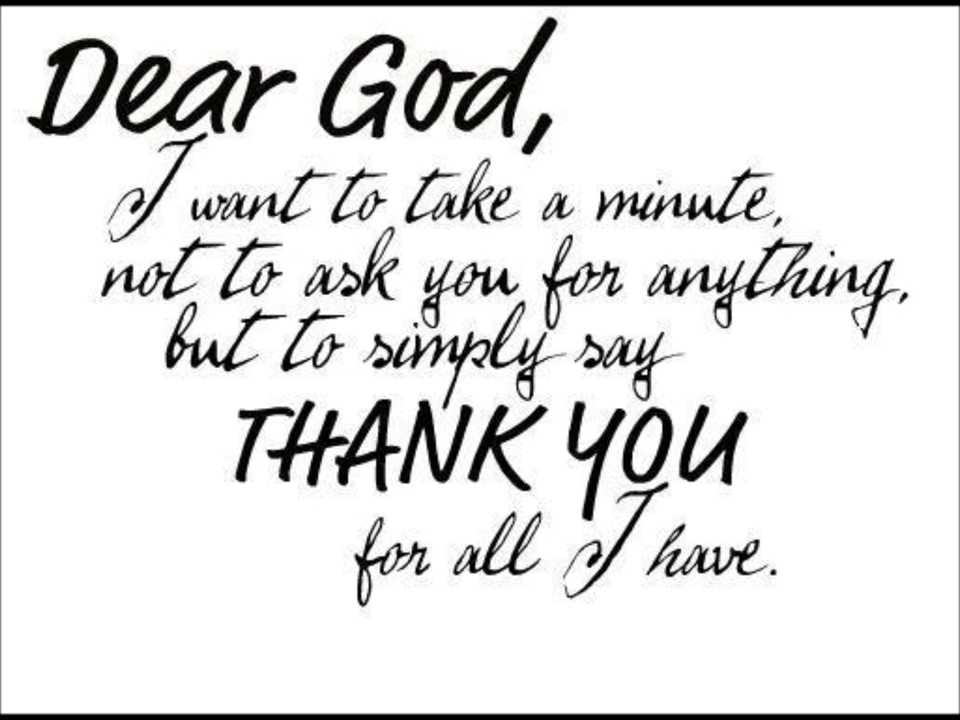 Dear God,
I want to take a minute,
not to ask you for anything,
but to simply say
THANK YOU
for all I have.